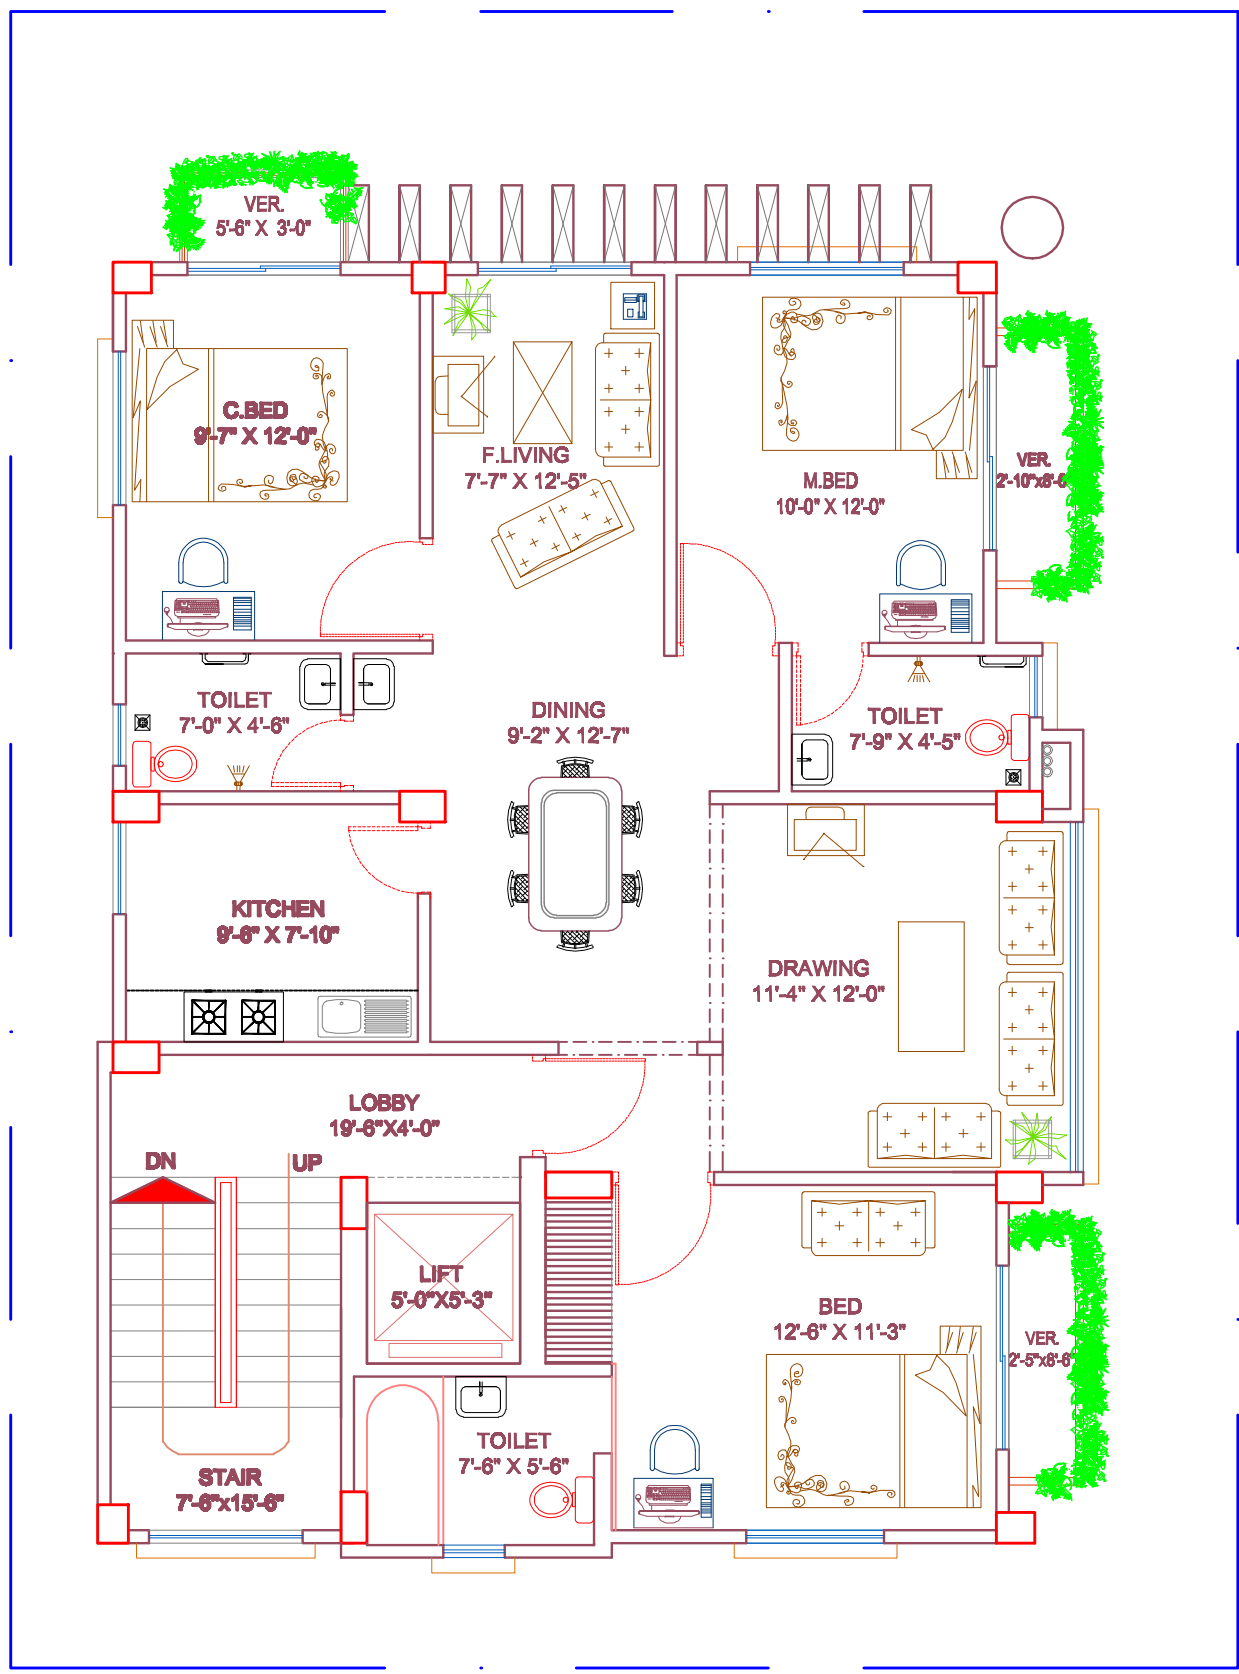 VER.
5'-6" X 3'-0"
C.BED
9'-7" X 12'-0"
F.LIVING
7'-7" X 12'-5"
M.BED
10'-0" X 12'-0"
VER.
TOILET
7'-0" X 4'-6"
DINING
9'-2" X 12'-7"
TOILET
7'-9" X 4'-5"
KITCHEN
9'-6" X 7'-10"
DRAWING
11'-4" X 12'-0"
LOBBY
19'-6"X4'-0"
DN
UP
LIFT
5'-0"X5'-3"
BED
12'-6" X 11'-3"
VER.
2'-5"x6'-6"
TOILET
7'-6" X 5'-6"
STAIR
7'-6"x15'-6"